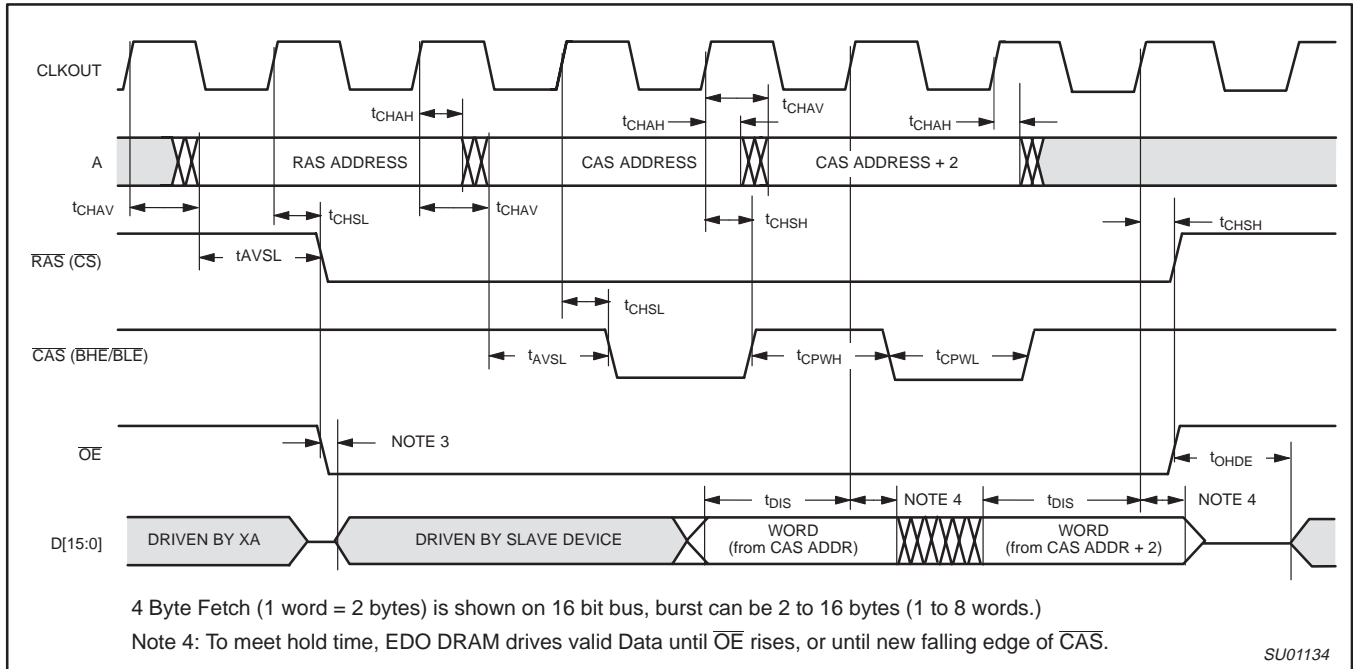 CLKOUT
tCHAV
tCHAH
tCHAH
tCHAH
A
RAS ADDRESS
CAS ADDRESS
CAS ADDRESS + 2
tCHAV
tCHSL
tCHAV
tCHSH
tCHSH
RAS (CS)
tAVSL
tCHSL
CAS (BHE/BLE)
tAVSL
tCPWH
tCPWL
OE
NOTE 3
tOHDE
tDIS
NOTE 4
tDIS
NOTE 4
D[15:0]
DRIVEN BY XA
DRIVEN BY SLAVE DEVICE
WORD
(from CAS ADDR)
WORD
(from CAS ADDR + 2)
4 Byte Fetch (1 word = 2 bytes) is shown on 16 bit bus, burst can be 2 to 16 bytes (1 to 8 words.)
Note 4: To meet hold time, EDO DRAM drives valid Data until OE rises, or until new falling edge of CAS.
SU01134